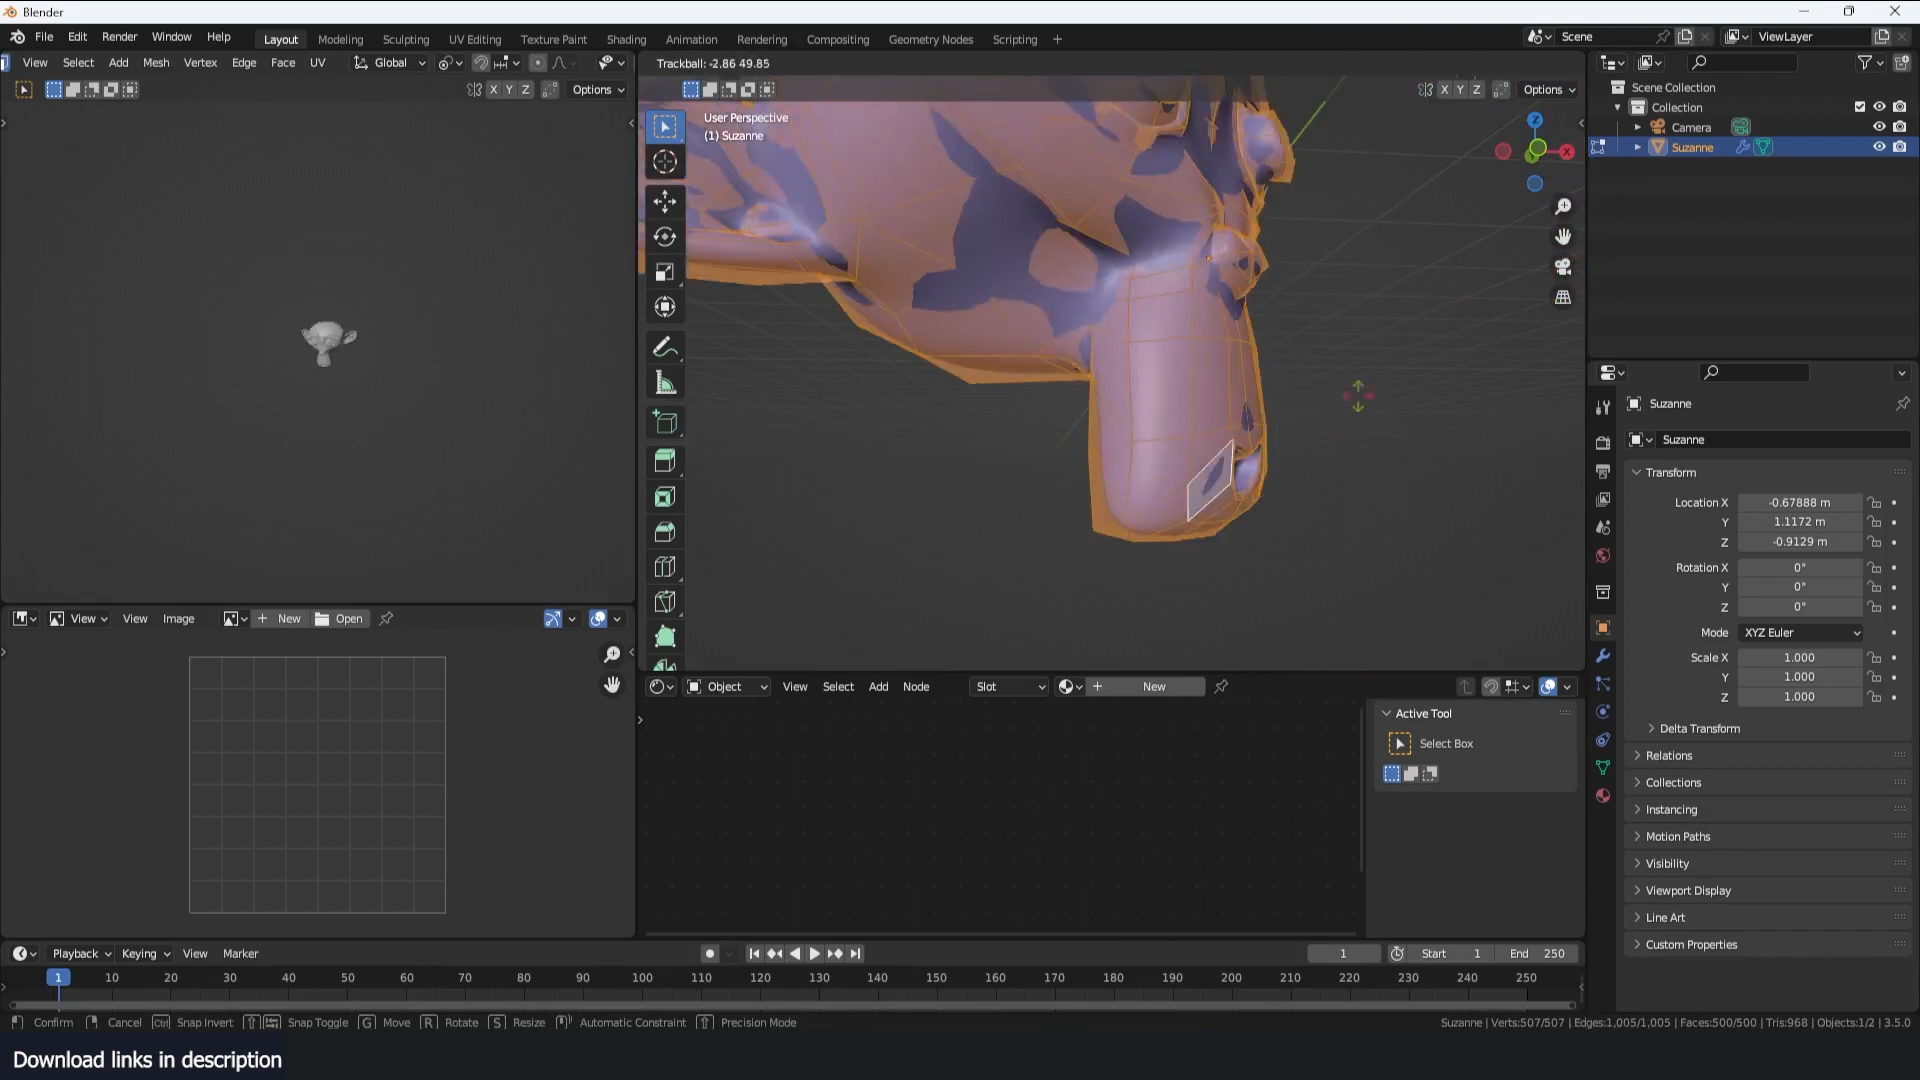 Blender
File Edit Render Window Help Layout Modeling Sculpting UV Editing Texture Paint Shading Animation Rendering Compositing Geometry Nodes Scripting + Scene ViewLayer
View Select Add Mesh Vertex Edge Face UV Global
Trackball: -2.86 49.85
X Y Z Options
X Y Z Options
User Perspective
(1) Suzanne
Z
X
Scene Collection
Collection
Camera
Suzanne
Suzanne
Suzanne
Transform
Location X -0.67888 m
Y 1.1172 m
Z -0.9129 m
Rotation X 0°
Y 0°
Z 0°
Mode XYZ Euler
Scale X 1.000
Y 1.000
Z 1.000
Delta Transform
Relations
Collections
Instancing
Motion Paths
Visibility
Viewport Display
Line Art
Custom Properties
View View Image + New Open
Object View Select Add Node Slot + New
Active Tool
Select Box
Playback Keying View Marker 1 Start 1 End 250
1 10 20 30 40 50 60 70 80 90 100 110 120 130 140 150 160 170 180 190 200 210 220 230 240 250
Confirm Cancel Ctrl Snap Invert Snap Toggle G Move R Rotate S Resize Automatic Constraint Precision Mode
Suzanne | Verts:507/507 | Edges:1,005/1,005 | Faces:500/500 | Tris:968 | Objects:1/2 | 3.5.0
Download links in description